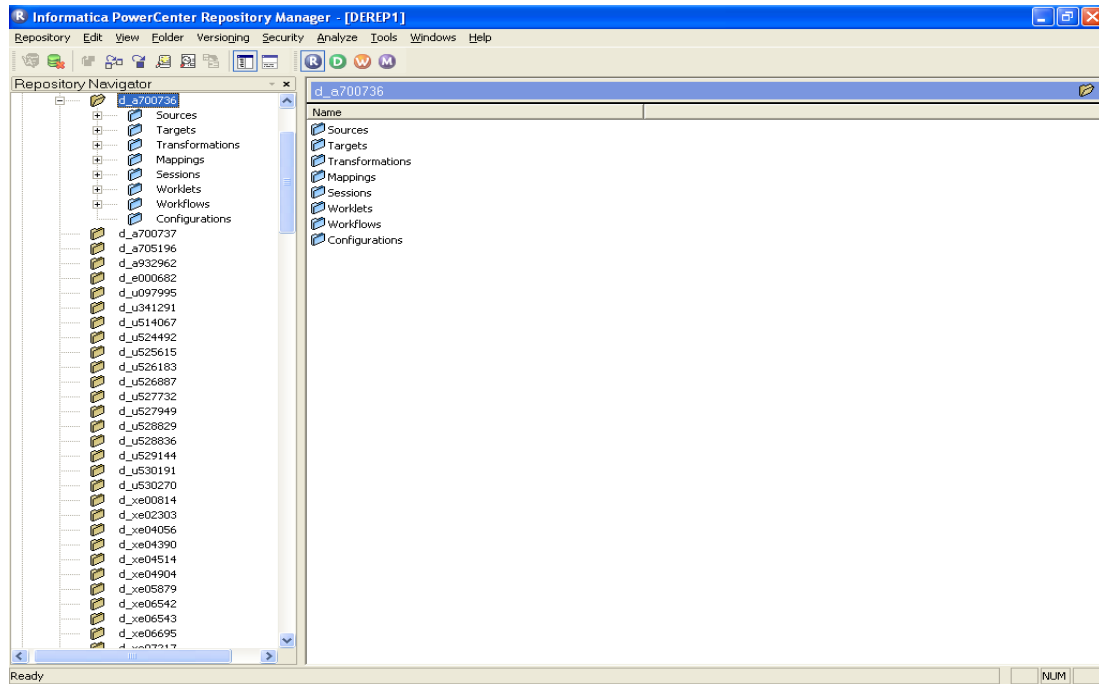 Informatica PowerCenter Repository Manager - [DEREP1]
Repository Edit View Folder Versioning Security Analyze Tools Windows Help
R D W M
Repository Navigator
d_a700736
Sources
Targets
Transformations
Mappings
Sessions
Worklets
Workflows
Configurations
d_a700737
d_a705196
d_a932962
d_e000682
d_u097995
d_u341291
d_u514067
d_u524492
d_u525615
d_u526183
d_u526887
d_u527732
d_u527949
d_u528829
d_u528836
d_u529144
d_u530191
d_u530270
d_xe00814
d_xe02303
d_xe04056
d_xe04390
d_xe04514
d_xe04904
d_xe05879
d_xe06542
d_xe06543
d_xe06695
d_xe07217
d_a700736
Name
Sources
Targets
Transformations
Mappings
Sessions
Worklets
Workflows
Configurations
Ready
NUM